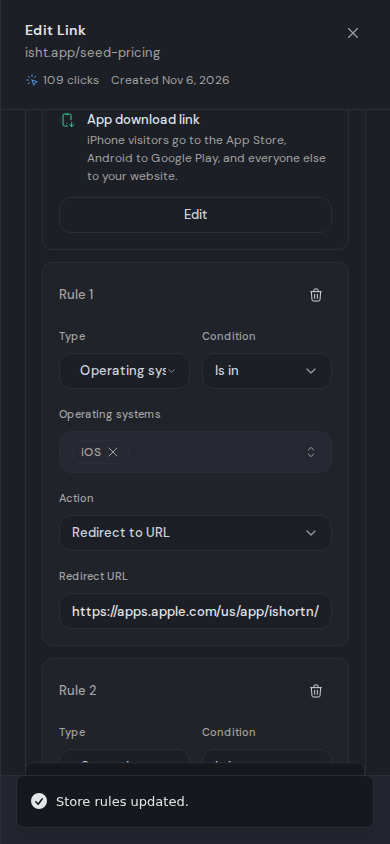 Edit Link
isht.app/seed-pricing
109 clicks Created Nov 6, 2026
App download link
iPhone visitors go to the App Store,
Android to Google Play, and everyone else
to your website.
Edit
Rule 1
Type Condition
Operating sys Is in
Operating systems
iOS
Action
Redirect to URL
Redirect URL
https://apps.apple.com/us/app/ishortn/
Rule 2
Type Condition
Store rules updated.